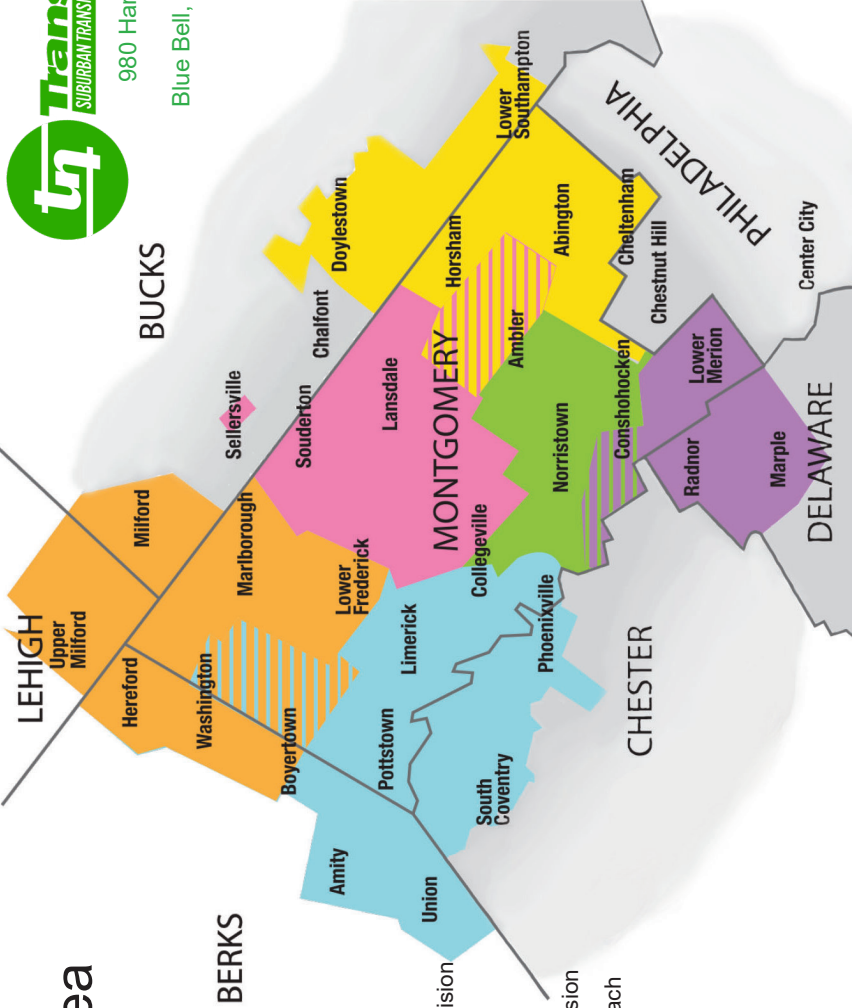 ea
tn
Trans
SUBURBAN TRANSI
980 Har
Blue Bell,
BERKS
LEHIGH
BUCKS
Upper
Milford
Milford
Hereford
Washington
Marlborough
Sellersville
Souderton
Chalfont
Doylestown
Lower
Southampton
Boyertown
Lower
Frederick
Lansdale
Horsham
MONTGOMERY
Amity
Pottstown
Limerick
Collegeville
Norristown
Ambler
Abington
Cheltenham
PHILADELPHIA
Union
South
Coventry
Phoenixville
Conshohocken
Chestnut Hill
CHESTER
Radnor
Lower
Merion
Center City
Marple
DELAWARE
ision
sion
ach